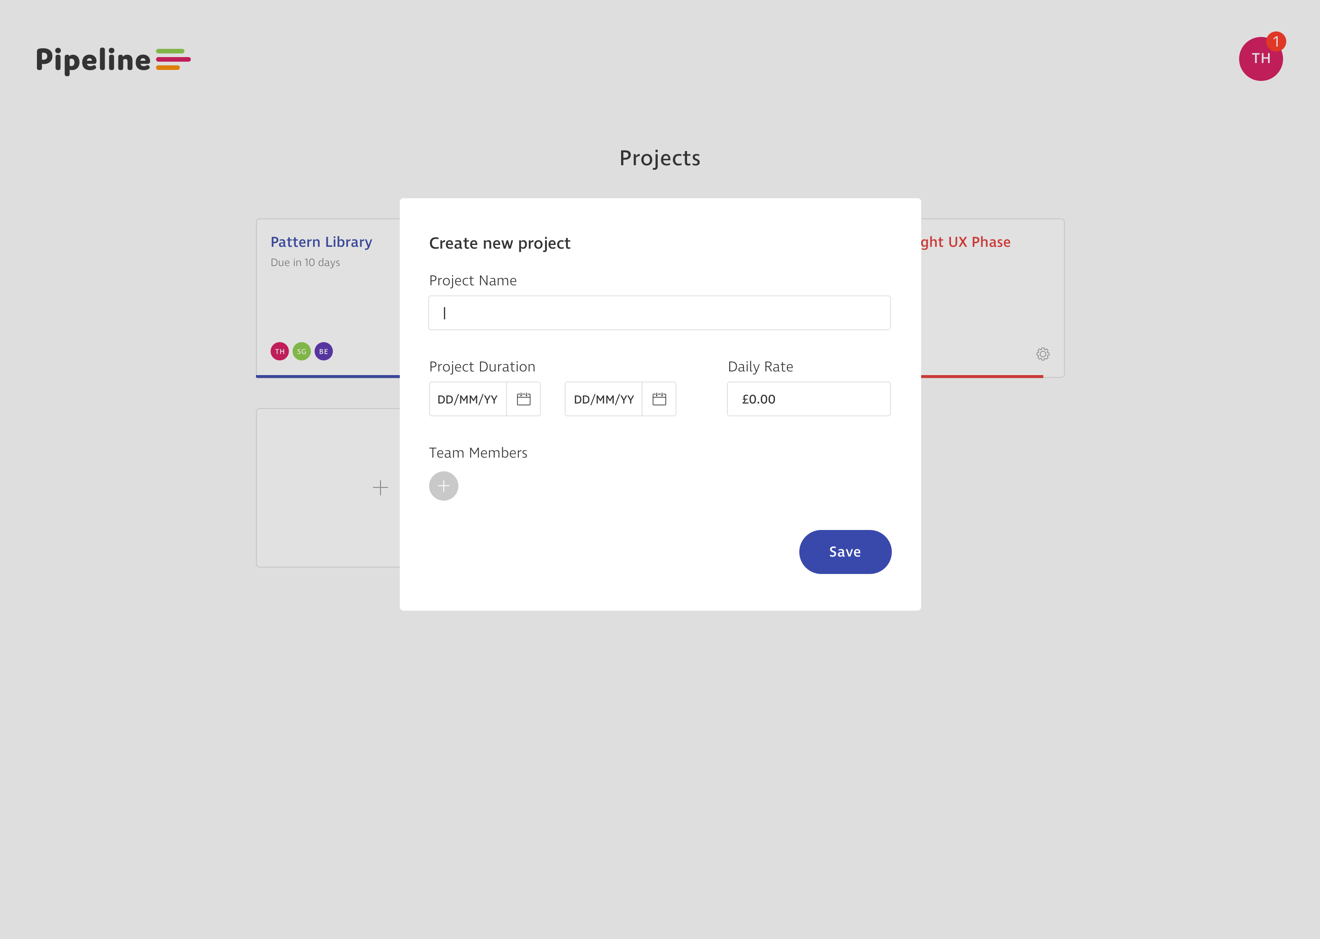 Pipeline
1
TH
Projects
Pattern Library
Due in 10 days
TH SG BE
ght UX Phase
Create new project
Project Name
Project Duration
Daily Rate
DD/MM/YY
DD/MM/YY
£0.00
Team Members
Save